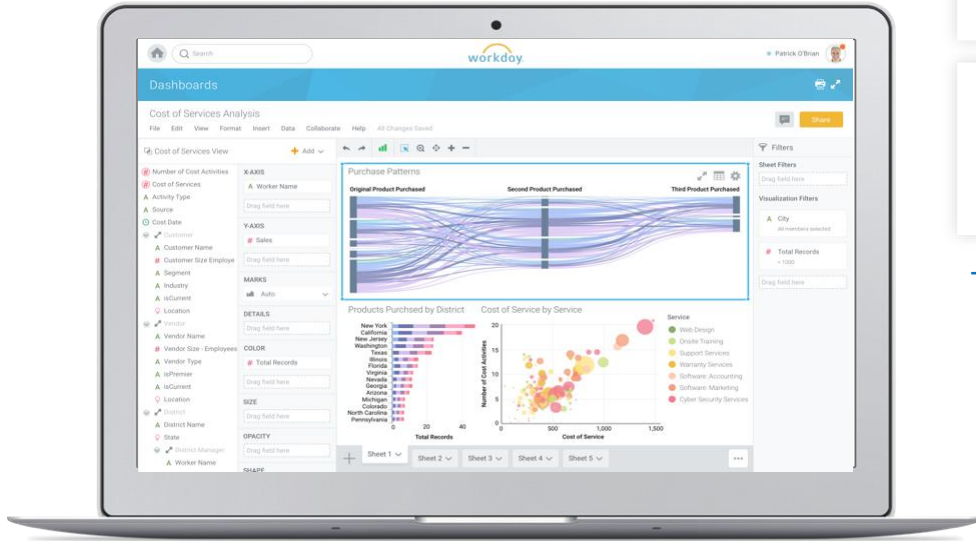 Search
workday
Patrick O'Brian
Dashboards
Cost of Services Analysis
File Edit View Format Insert Data Collaborate Help All Changes Saved
Share
Cost of Services View
Add
Filters
# Number of Cost Activities
# Cost of Services
A Activity Type
A Source
Cost Date
Customer
A Customer Name
# Customer Size Employe
A Segment
A Industry
A isCurrent
Location
Vendor
A Vendor Name
# Vendor Size - Employees
A Vendor Type
A isPremier
A isCurrent
Location
District
A District Name
State
District Manager
A Worker Name
X-AXIS
A Worker Name
Drag field here
Y-AXIS
# Sales
Drag field here
MARKS
Auto
DETAILS
Drag field here
COLOR
# Total Records
Drag field here
SIZE
Drag field here
OPACITY
Drag field here
SHAPE
Purchase Patterns
Original Product Purchased Second Product Purchased Third Product Purchased
Products Purchsed by District
New York
California
New Jersey
Washington
Texas
Illinois
Florida
Virginia
Nevada
Georgia
Arizona
Michigan
Colorado
North Carolina
Pennsylvania
0 20 40
Total Records
Cost of Service by Service
Number of Cost Activities
20
15
10
5
0
0 500 1,000 1,500
Cost of Service
Service
Web Design
Onsite Training
Support Services
Warranty Services
Software: Accounting
Software: Marketing
Cyber Security Services
Sheet 1 Sheet 2 Sheet 3 Sheet 4 Sheet 5
Sheet Filters
Drag field here
Visualization Filters
A City
All members selected
# Total Records
Drag field here